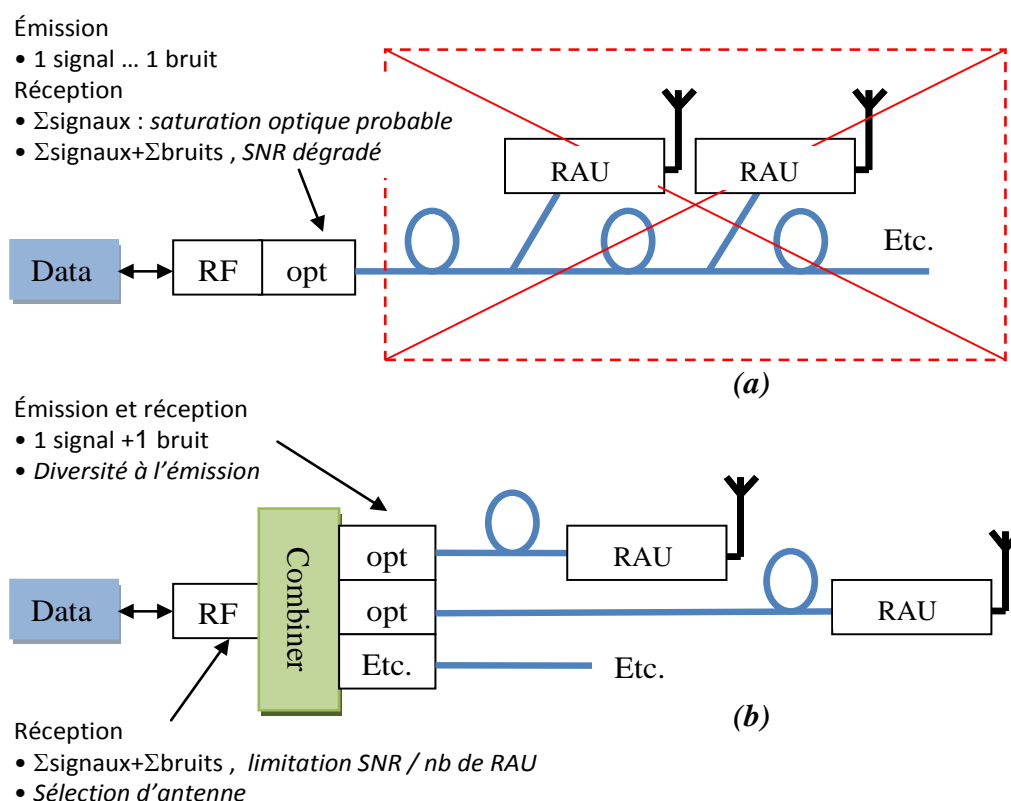 Émission
• 1 signal ... 1 bruit
Réception
• Σsignaux : saturation optique probable
• Σsignaux+Σbruits , SNR dégradé
RAU
RAU
Etc.
Data
RF
opt
(a)
Émission et réception
• 1 signal +1 bruit
• Diversité à l’émission
Combiner
opt
RAU
Data
RF
opt
RAU
Etc.
Etc.
(b)
Réception
• Σsignaux+Σbruits , limitation SNR / nb de RAU
• Sélection d’antenne